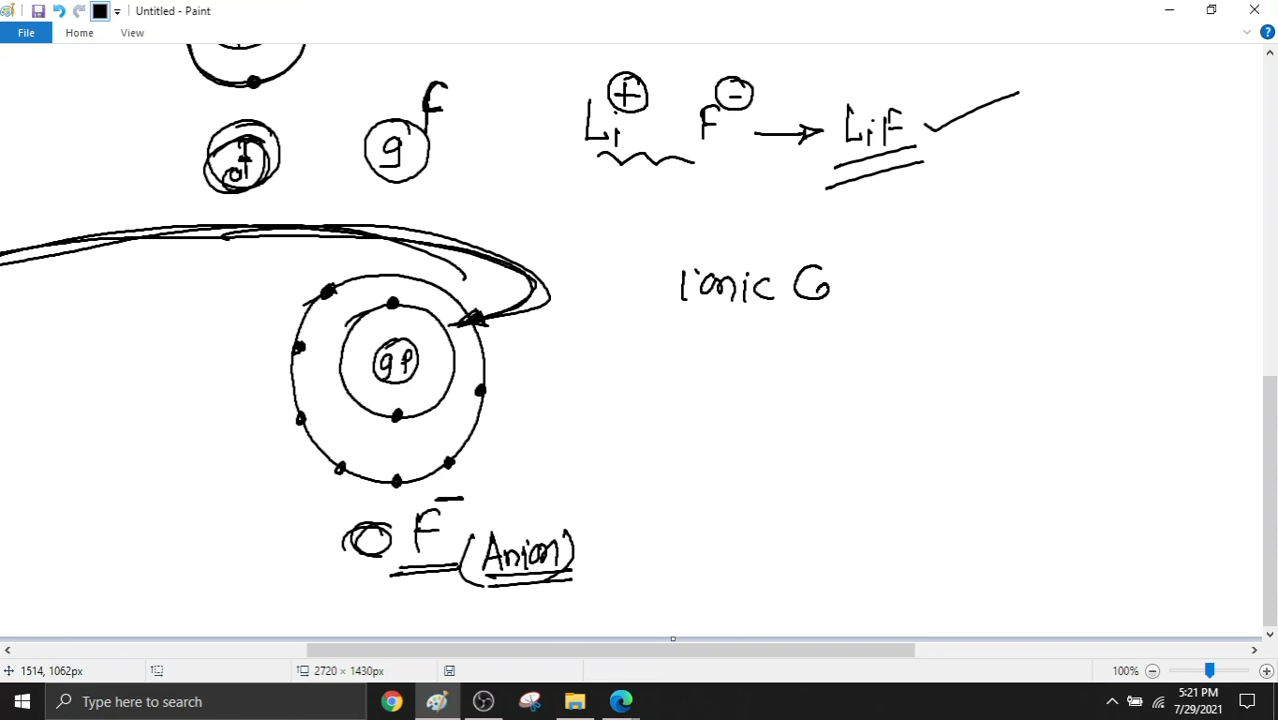 Untitled - Paint
File Home View
F
9
Li + F - → LiF
ionic C
9P
F-
(Anion)
1514, 1062px
2720 × 1430px
100%
Type here to search
5:21 PM
7/29/2021